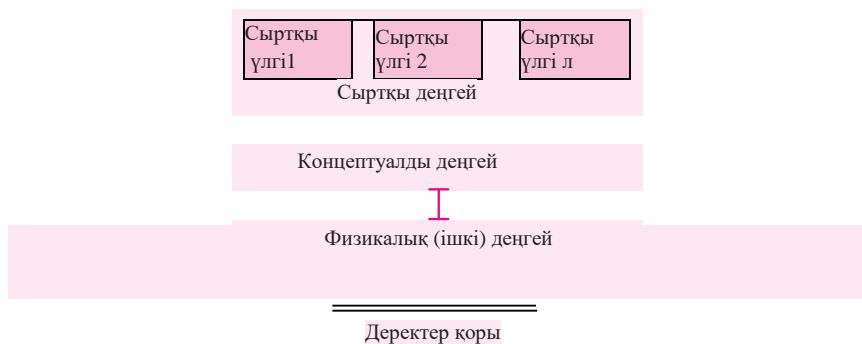 Сыртқы үлгі1
Сыртқы үлгі 2
Сыртқы үлгі л
Сыртқы деңгей
Концептуалды деңгей
Физикалық (ішкі) деңгей
Деректер қоры